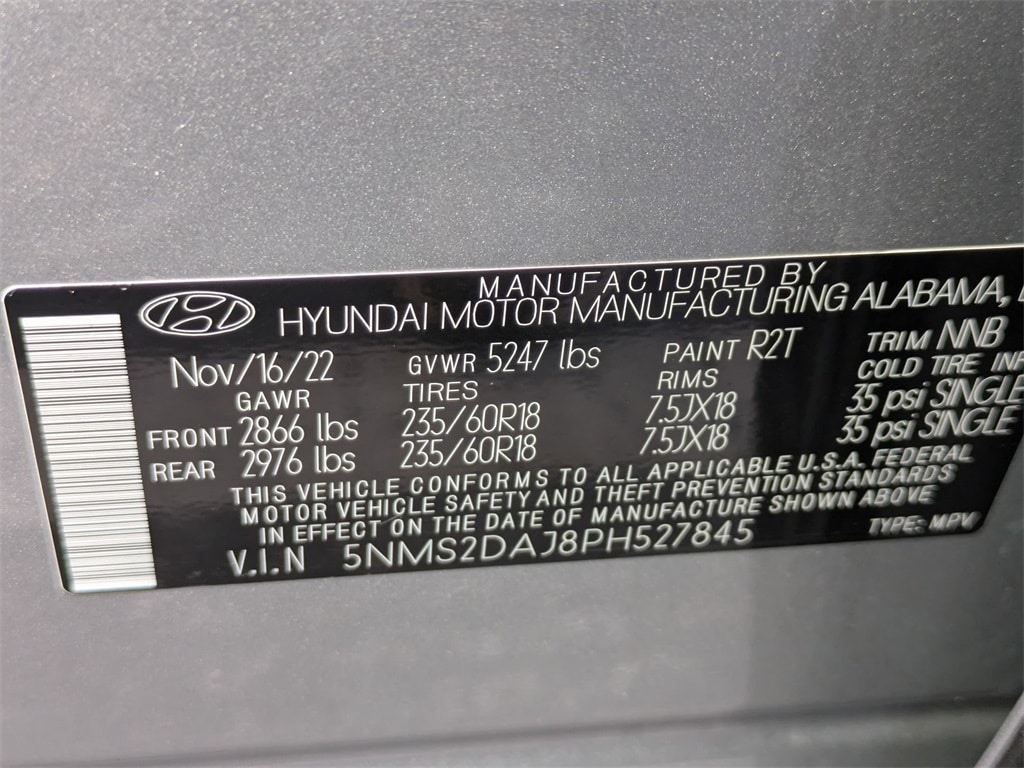 MANUFACTURED BY
HYUNDAI MOTOR MANUFACTURING ALABAMA,
Nov/16/22 GVWR 5247 lbs PAINT R2T TRIM NNB
GAWR TIRES RIMS COLD TIRE INF
FRONT 2866 lbs 235/60R18 7.5JX18 35 psi SINGLE
REAR 2976 lbs 235/60R18 7.5JX18 35 psi SINGLE
THIS VEHICLE CONFORMS TO ALL APPLICABLE U.S.A. FEDERAL
MOTOR VEHICLE SAFETY AND THEFT PREVENTION STANDARDS
IN EFFECT ON THE DATE OF MANUFACTURE SHOWN ABOVE
V.I.N 5NMS2DAJ8PH527845 TYPE: MPV